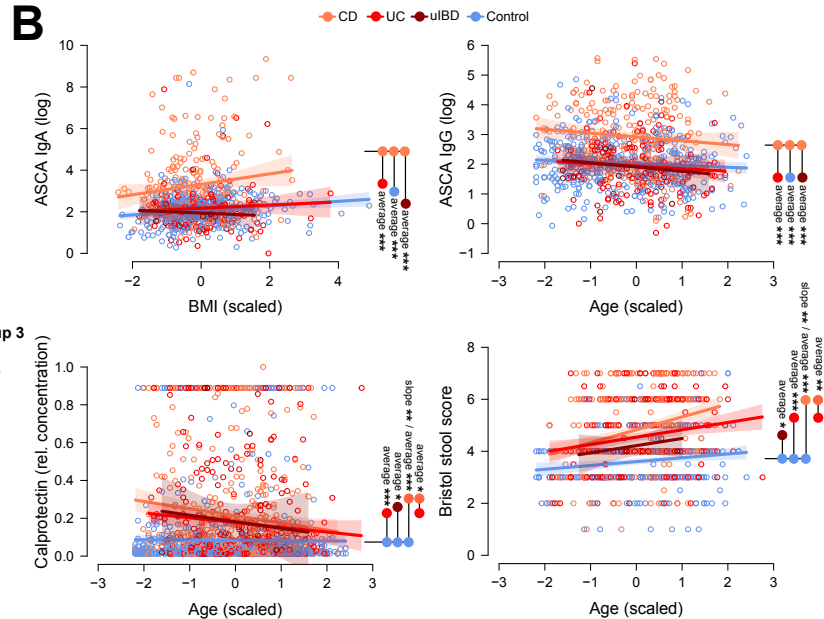 B
CD UC uIBD Control
ASCA IgA (log)
10
8
6
4
2
0
−2 0 2 4
BMI (scaled)
average ***
average ***
average ***
ASCA IgG (log)
6
5
4
3
2
1
0
−1
−3 −2 −1 0 1 2 3
Age (scaled)
average ***
average ***
average ***
up 3
Calprotectin (rel. concentration)
1.0
0.8
0.6
0.4
0.2
0.0
−3 −2 −1 0 1 2 3
Age (scaled)
average ***
average *
slope ** / average ***
average *
Bristol stool score
8
6
4
2
0
−3 −2 −1 0 1 2 3
Age (scaled)
average *
average ***
slope ** / average ***
average **